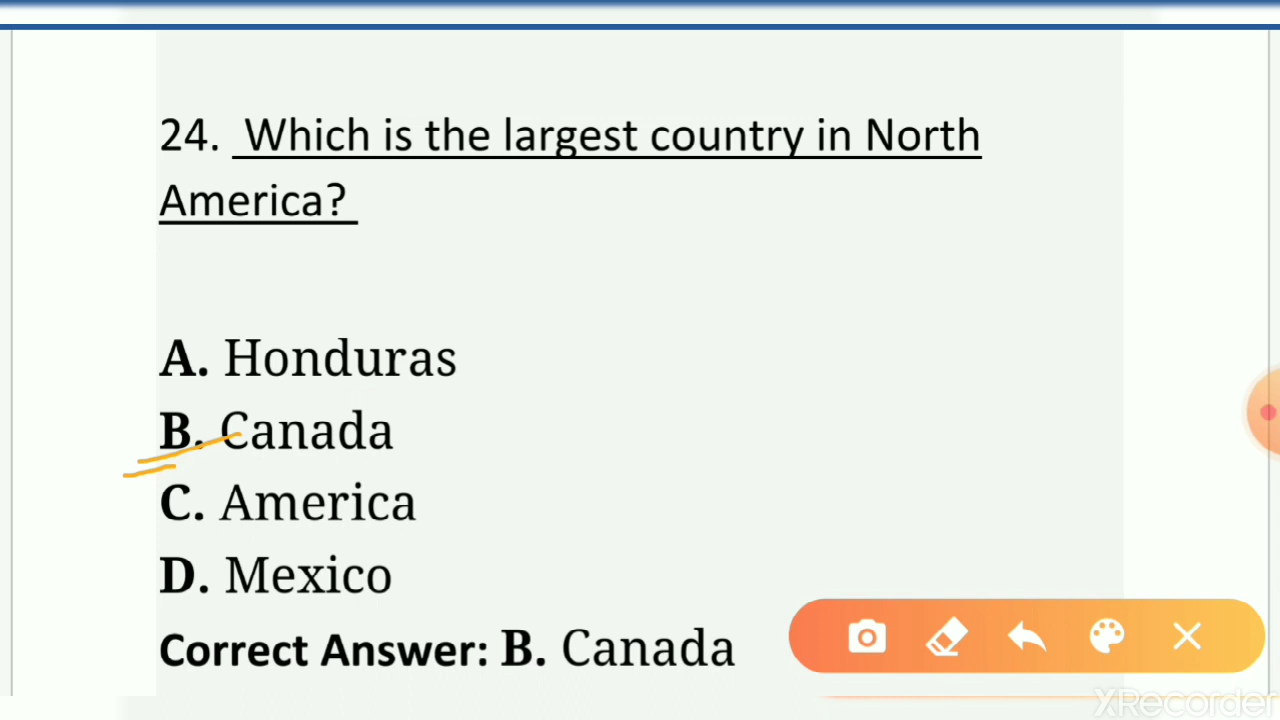 24. Which is the largest country in North
America?
A. Honduras
B. Canada
C. America
D. Mexico
Correct Answer: B. Canada
XRecorder